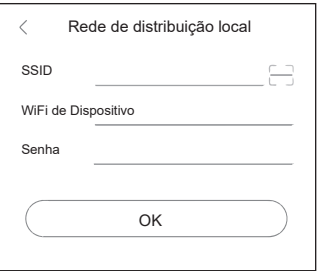 Rede de distribuição local
SSID
WiFi de Dispositivo
Senha
OK